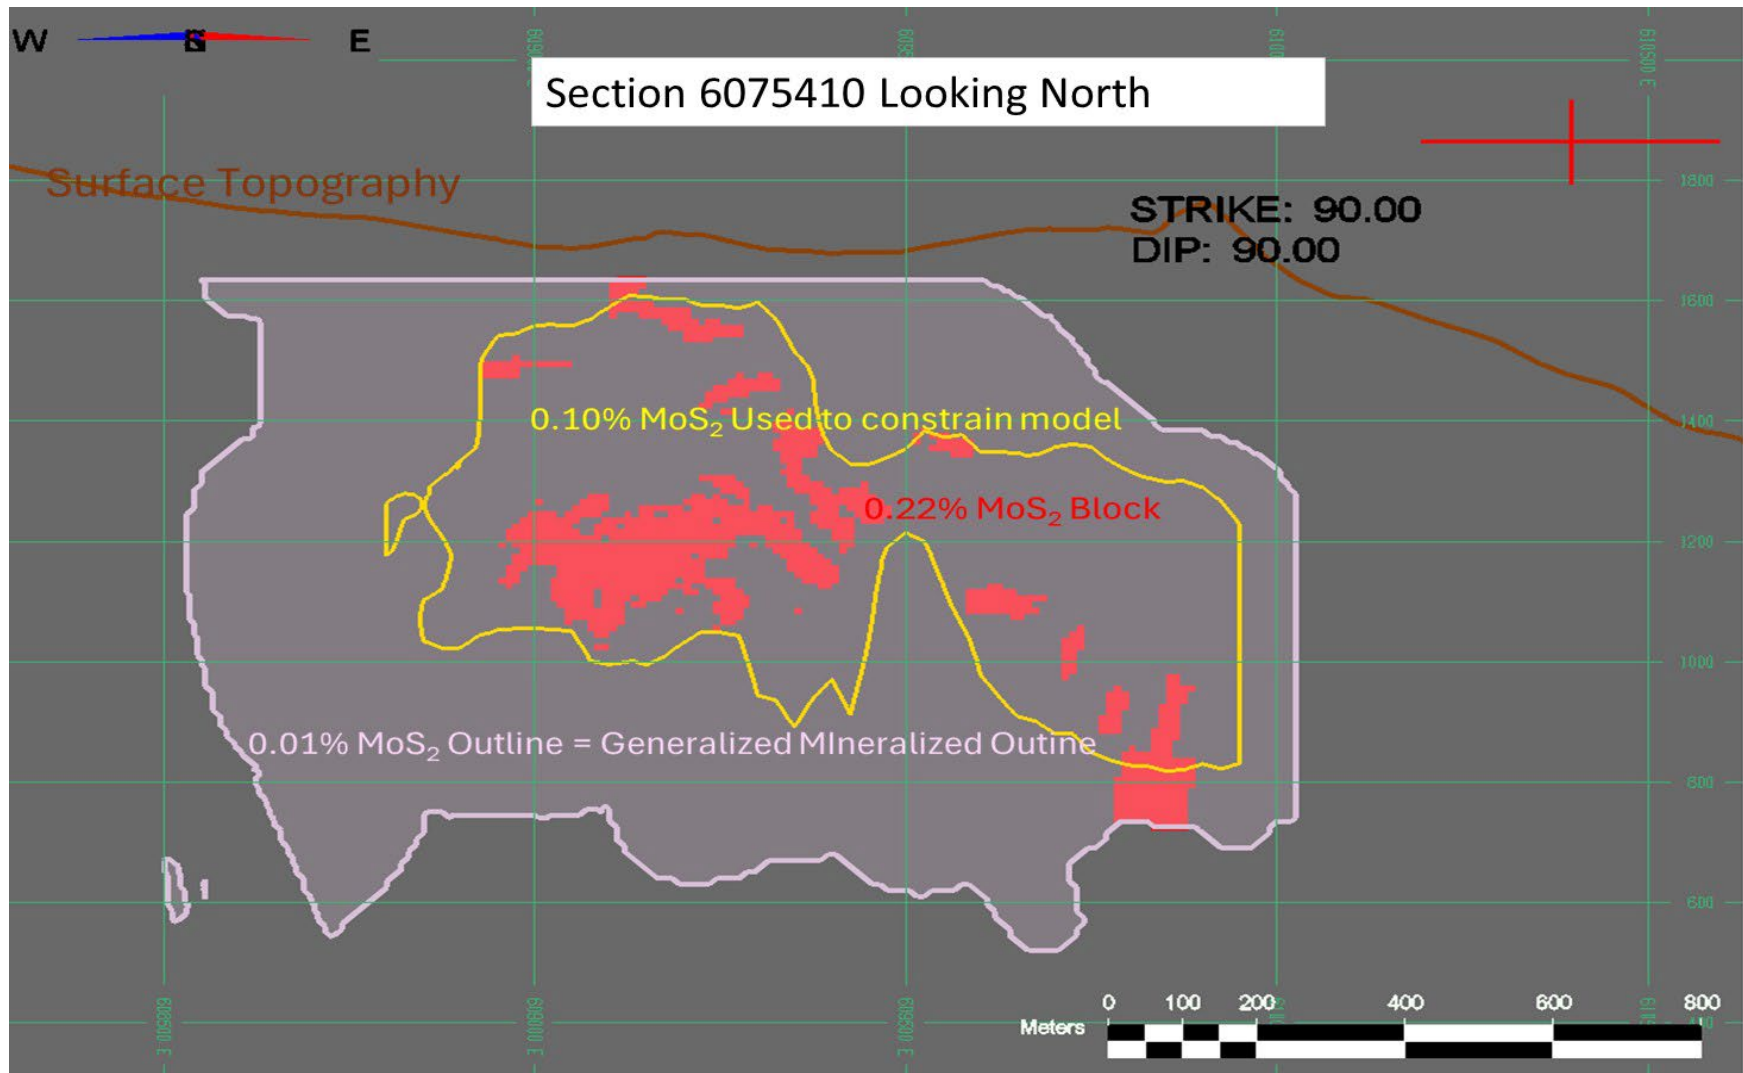 W E
Section 6075410 Looking North
Surface Topography
1800
STRIKE: 90.00
DIP: 90.00
1600
0.10% MoS₂ Used to constrain model
1400
0.22% MoS₂ Block
1200
1000
0.01% MoS₂ Outline = Generalized MIneralized Outine
800
600
0 100 200 400 600 800
Meters